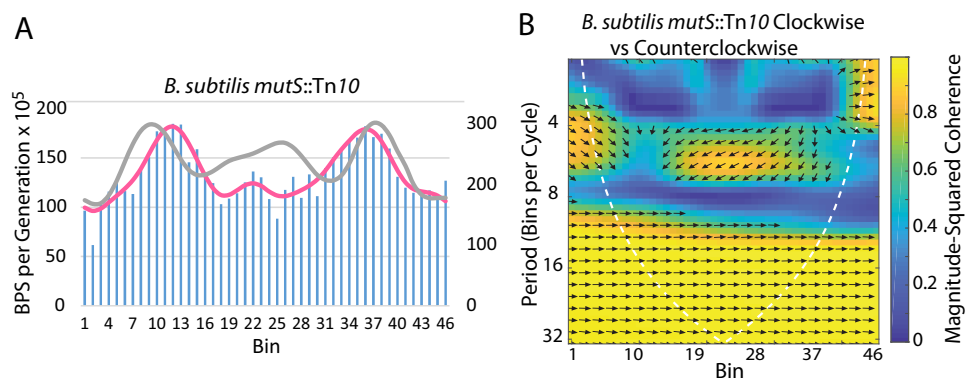 A
B. subtilis mutS::Tn10
BPS per Generation x 10⁵
200
150
100
50
0
300
200
100
0
1 4 7 10 13 16 19 22 25 28 31 34 37 40 43 46
Bin
B
B. subtilis mutS::Tn10 Clockwise
vs Counterclockwise
Period (Bins per Cycle)
4
8
16
32
1 10 19 28 37 46
Bin
0.8
0.6
0.4
0.2
0
Magnitude-Squared Coherence